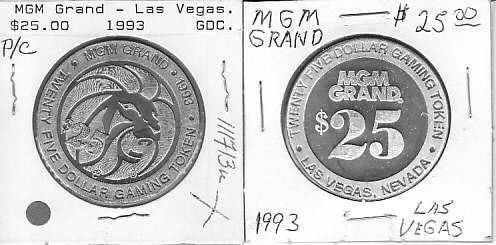 MGM Grand - Las Vegas.
$25.00 1993 GDC.
P/C
MGM GRAND • 1993 •
TWENTY FIVE DOLLAR GAMING TOKEN •
MGM
GRAND
$25.00
• TWENTY FIVE DOLLAR GAMING TOKEN •
MGM
GRAND
$25
LAS VEGAS, NEVADA
1993
LAS
VEGAS